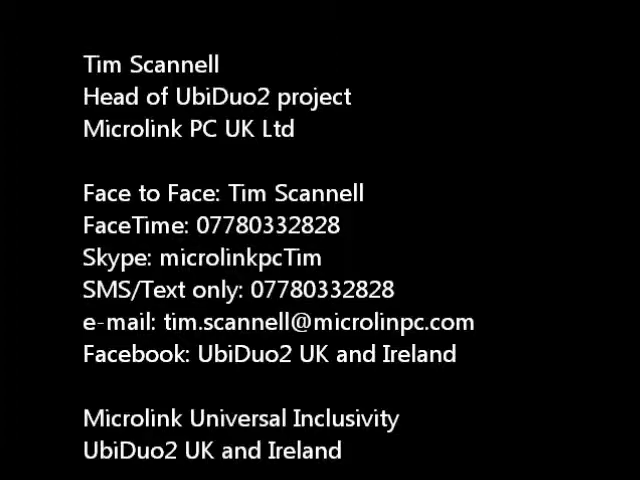 Tim Scannell
Head of UbiDuo2 project
Microlink PC UK Ltd
Face to Face: Tim Scannell
FaceTime: 07780332828
Skype: microlinkpcTim
SMS/Text only: 07780332828
e-mail: tim.scannell@microlinpc.com
Facebook: UbiDuo2 UK and Ireland
Microlink Universal Inclusivity
UbiDuo2 UK and Ireland